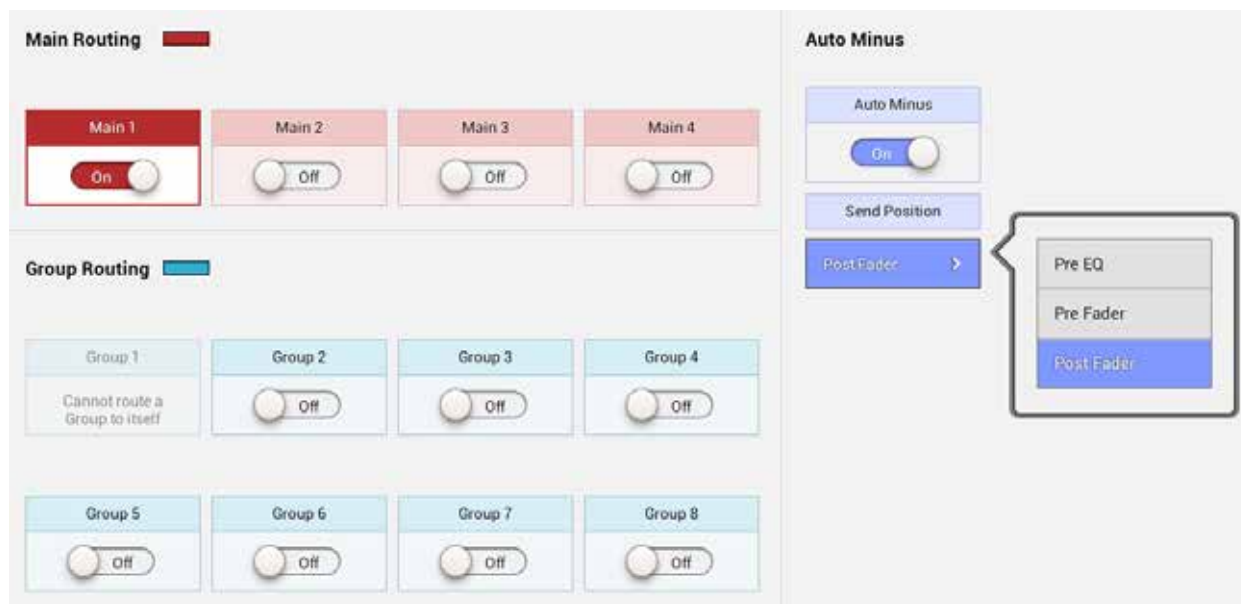 Main Routing
Main 1
Main 2
Main 3
Main 4
On
Off
Off
Off
Group Routing
Group 1
Group 2
Group 3
Group 4
Cannot route a
Group to itself
Off
Off
Off
Group 5
Group 6
Group 7
Group 8
Off
Off
Off
Off
Auto Minus
Auto Minus
On
Send Position
Post Fader
Pre EQ
Pre Fader
Post Fader